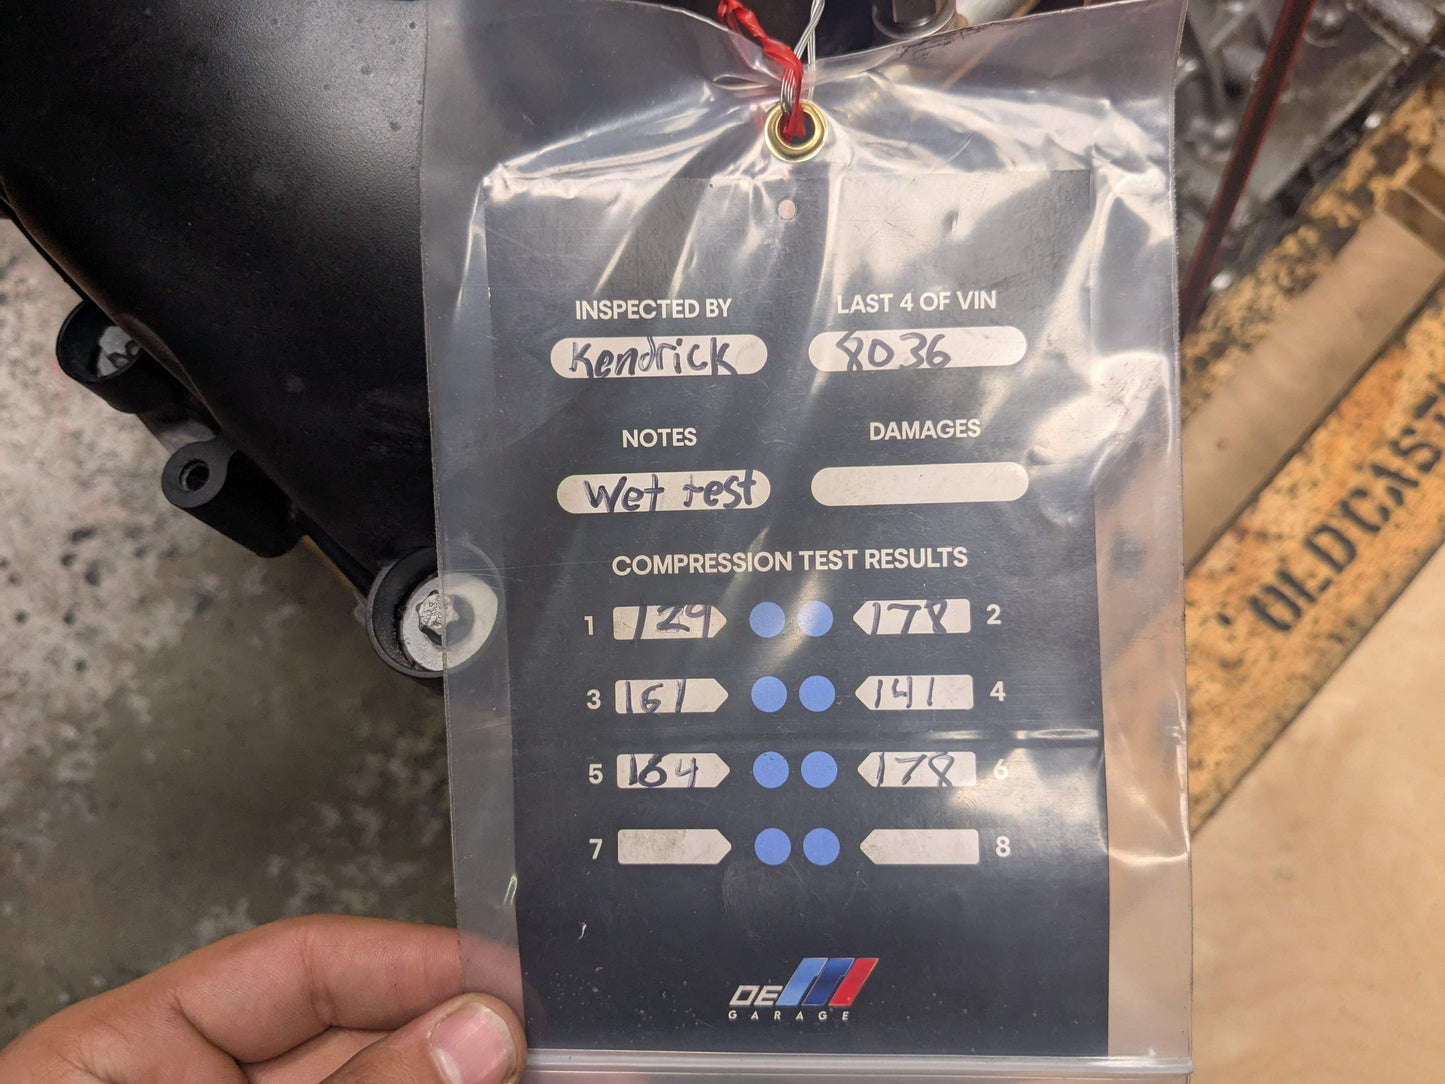 INSPECTED BY
LAST 4 OF VIN
Kendrick
8036
NOTES
DAMAGES
Wet test
COMPRESSION TEST RESULTS
1 129 178 2
3 161 141 4
5 164 178 6
7 8
OE
GARAGE
OLDCAST